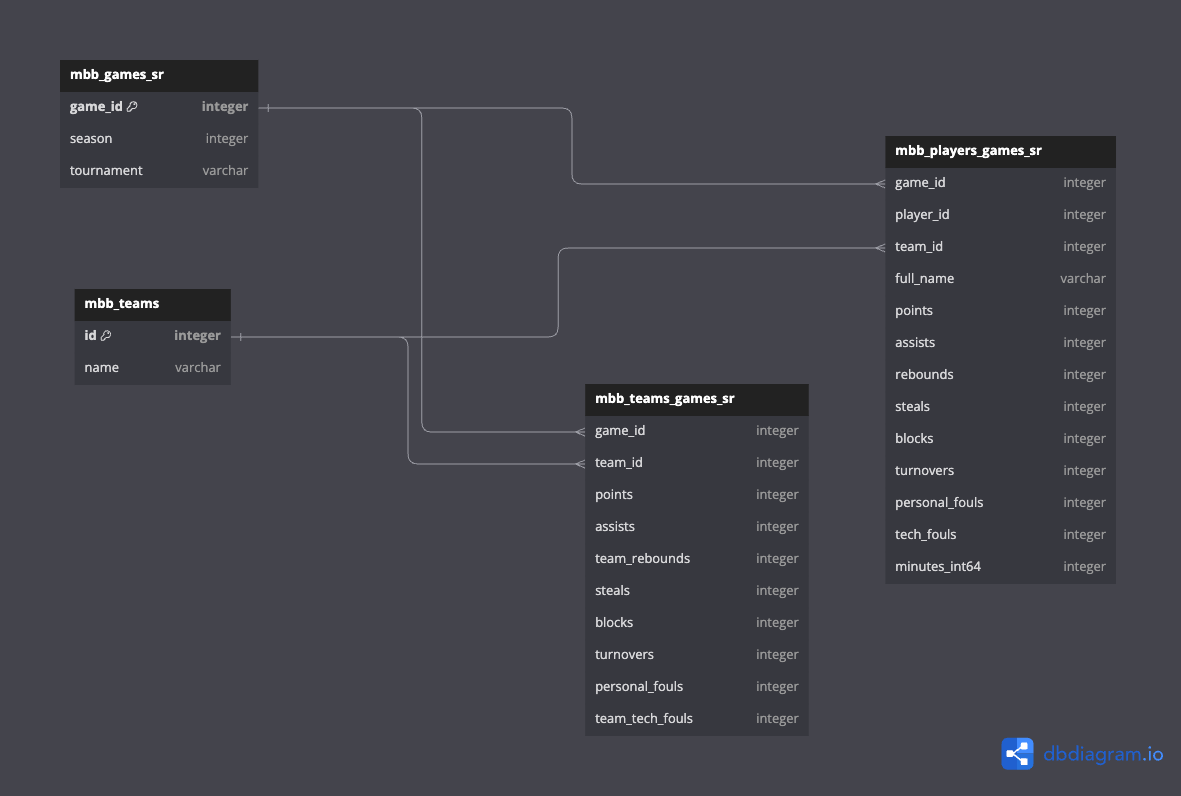 mbb_games_sr
game_id integer
season integer
tournament varchar
mbb_teams
id integer
name varchar
mbb_teams_games_sr
game_id integer
team_id integer
points integer
assists integer
team_rebounds integer
steals integer
blocks integer
turnovers integer
personal_fouls integer
team_tech_fouls integer
mbb_players_games_sr
game_id integer
player_id integer
team_id integer
full_name varchar
points integer
assists integer
rebounds integer
steals integer
blocks integer
turnovers integer
personal_fouls integer
tech_fouls integer
minutes_int64 integer
dbdiagram.io